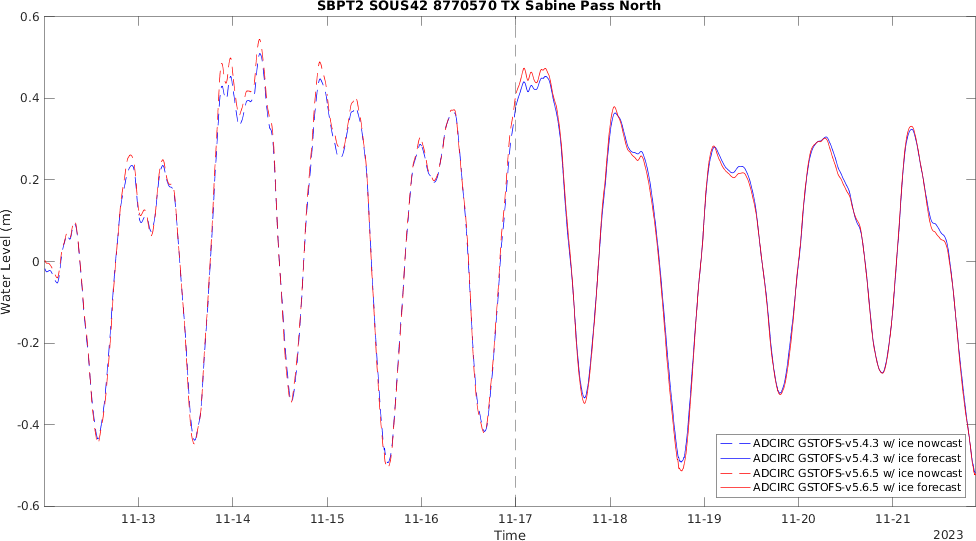 SBPT2 SOUS42 8770570 TX Sabine Pass North
0.6
0.4
0.2
0
-0.2
-0.4
-0.6
Water Level (m)
11-13
11-14
11-15
11-16
11-17
11-18
11-19
11-20
11-21
Time
2023
ADCIRC GSTOFS-v5.4.3 w/ ice nowcast
ADCIRC GSTOFS-v5.4.3 w/ ice forecast
ADCIRC GSTOFS-v5.6.5 w/ ice nowcast
ADCIRC GSTOFS-v5.6.5 w/ ice forecast